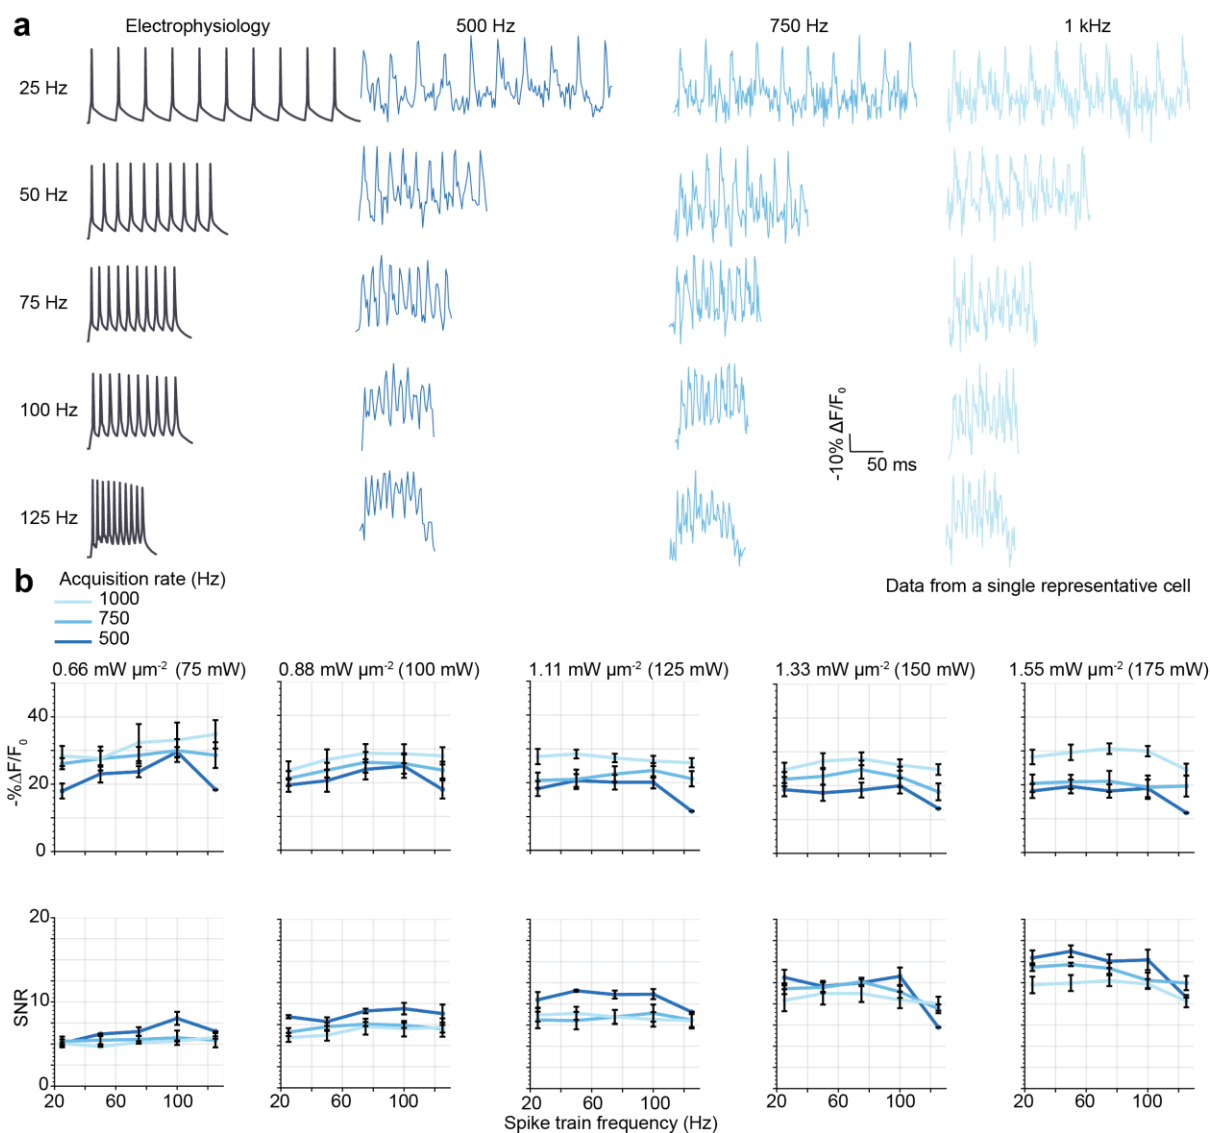 a
Electrophysiology 500 Hz 750 Hz 1 kHz
25 Hz
50 Hz
75 Hz
100 Hz
-10% ΔF/F₀
50 ms
125 Hz
b
Acquisition rate (Hz)
1000
750
500
Data from a single representative cell
0.66 mW µm⁻² (75 mW) 0.88 mW µm⁻² (100 mW) 1.11 mW µm⁻² (125 mW) 1.33 mW µm⁻² (150 mW) 1.55 mW µm⁻² (175 mW)
-%ΔF/F₀
40
20
0
SNR
20
10
0
20 60 100 20 60 100 20 60 100 20 60 100 20 60 100
Spike train frequency (Hz)